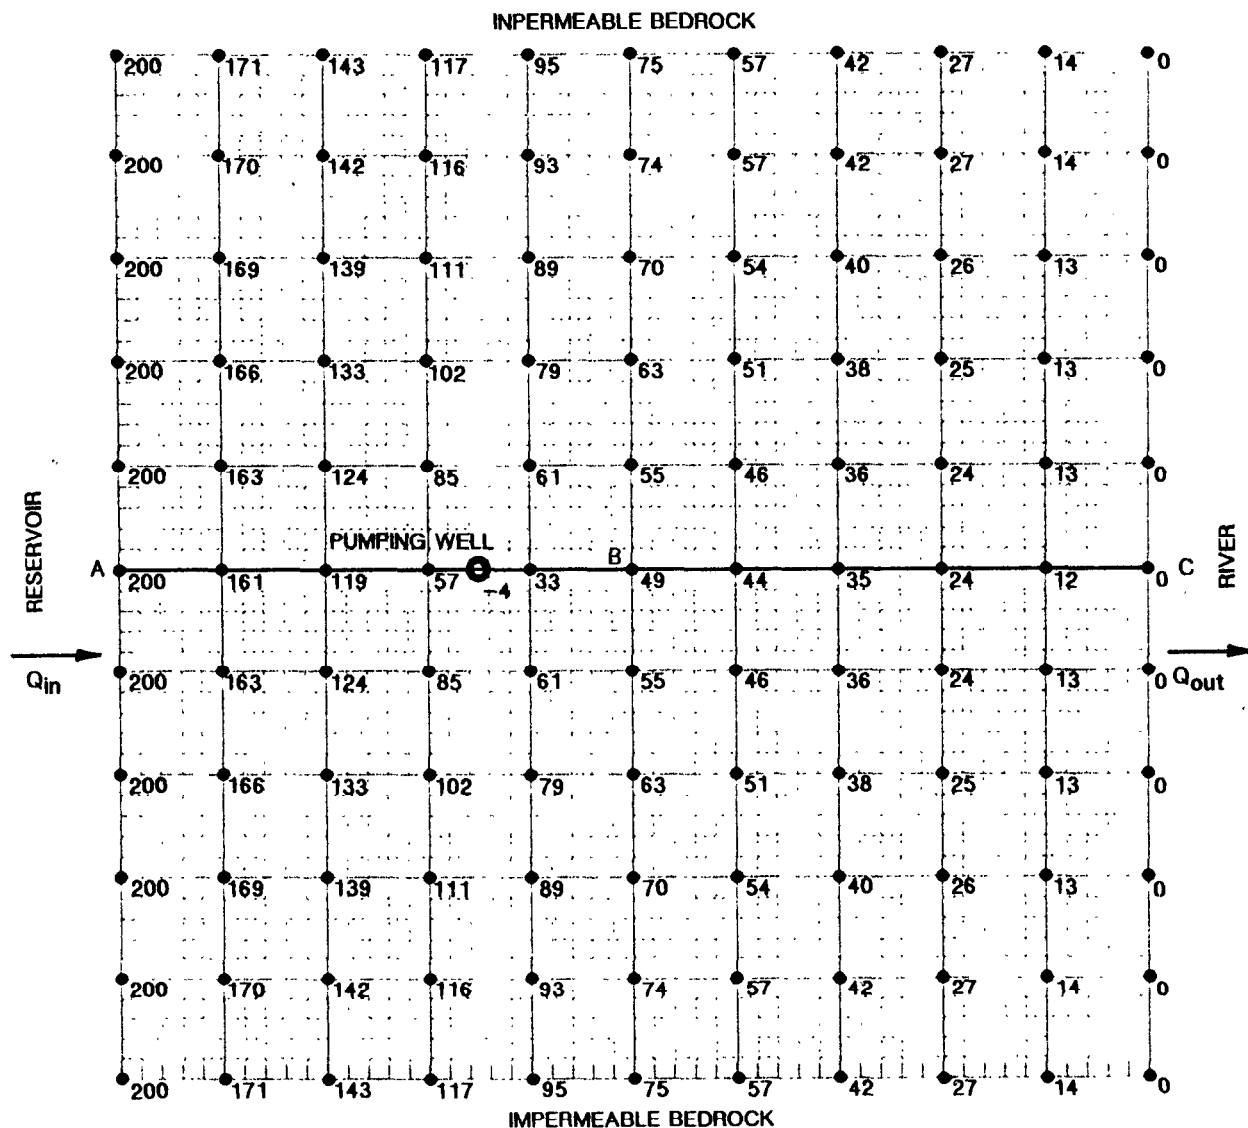 INPERMEABLE BEDROCK
200 171 143 117 95 75 57 42 27 14 0
200 170 142 116 93 74 57 42 27 14 0
200 169 139 111 89 70 54 40 26 13 0
200 166 133 102 79 63 51 38 25 13 0
200 163 124 85 61 55 46 36 24 13 0
RESERVOIR
PUMPING WELL
A B C
200 161 119 57 -4 33 49 44 35 24 12 0
RIVER
Qin
200 163 124 85 61 55 46 36 24 13 0
Qout
200 166 133 102 79 63 51 38 25 13 0
200 169 139 111 89 70 54 40 26 13 0
200 170 142 116 93 74 57 42 27 14 0
200 171 143 117 95 75 57 42 27 14 0
IMPERMEABLE BEDROCK